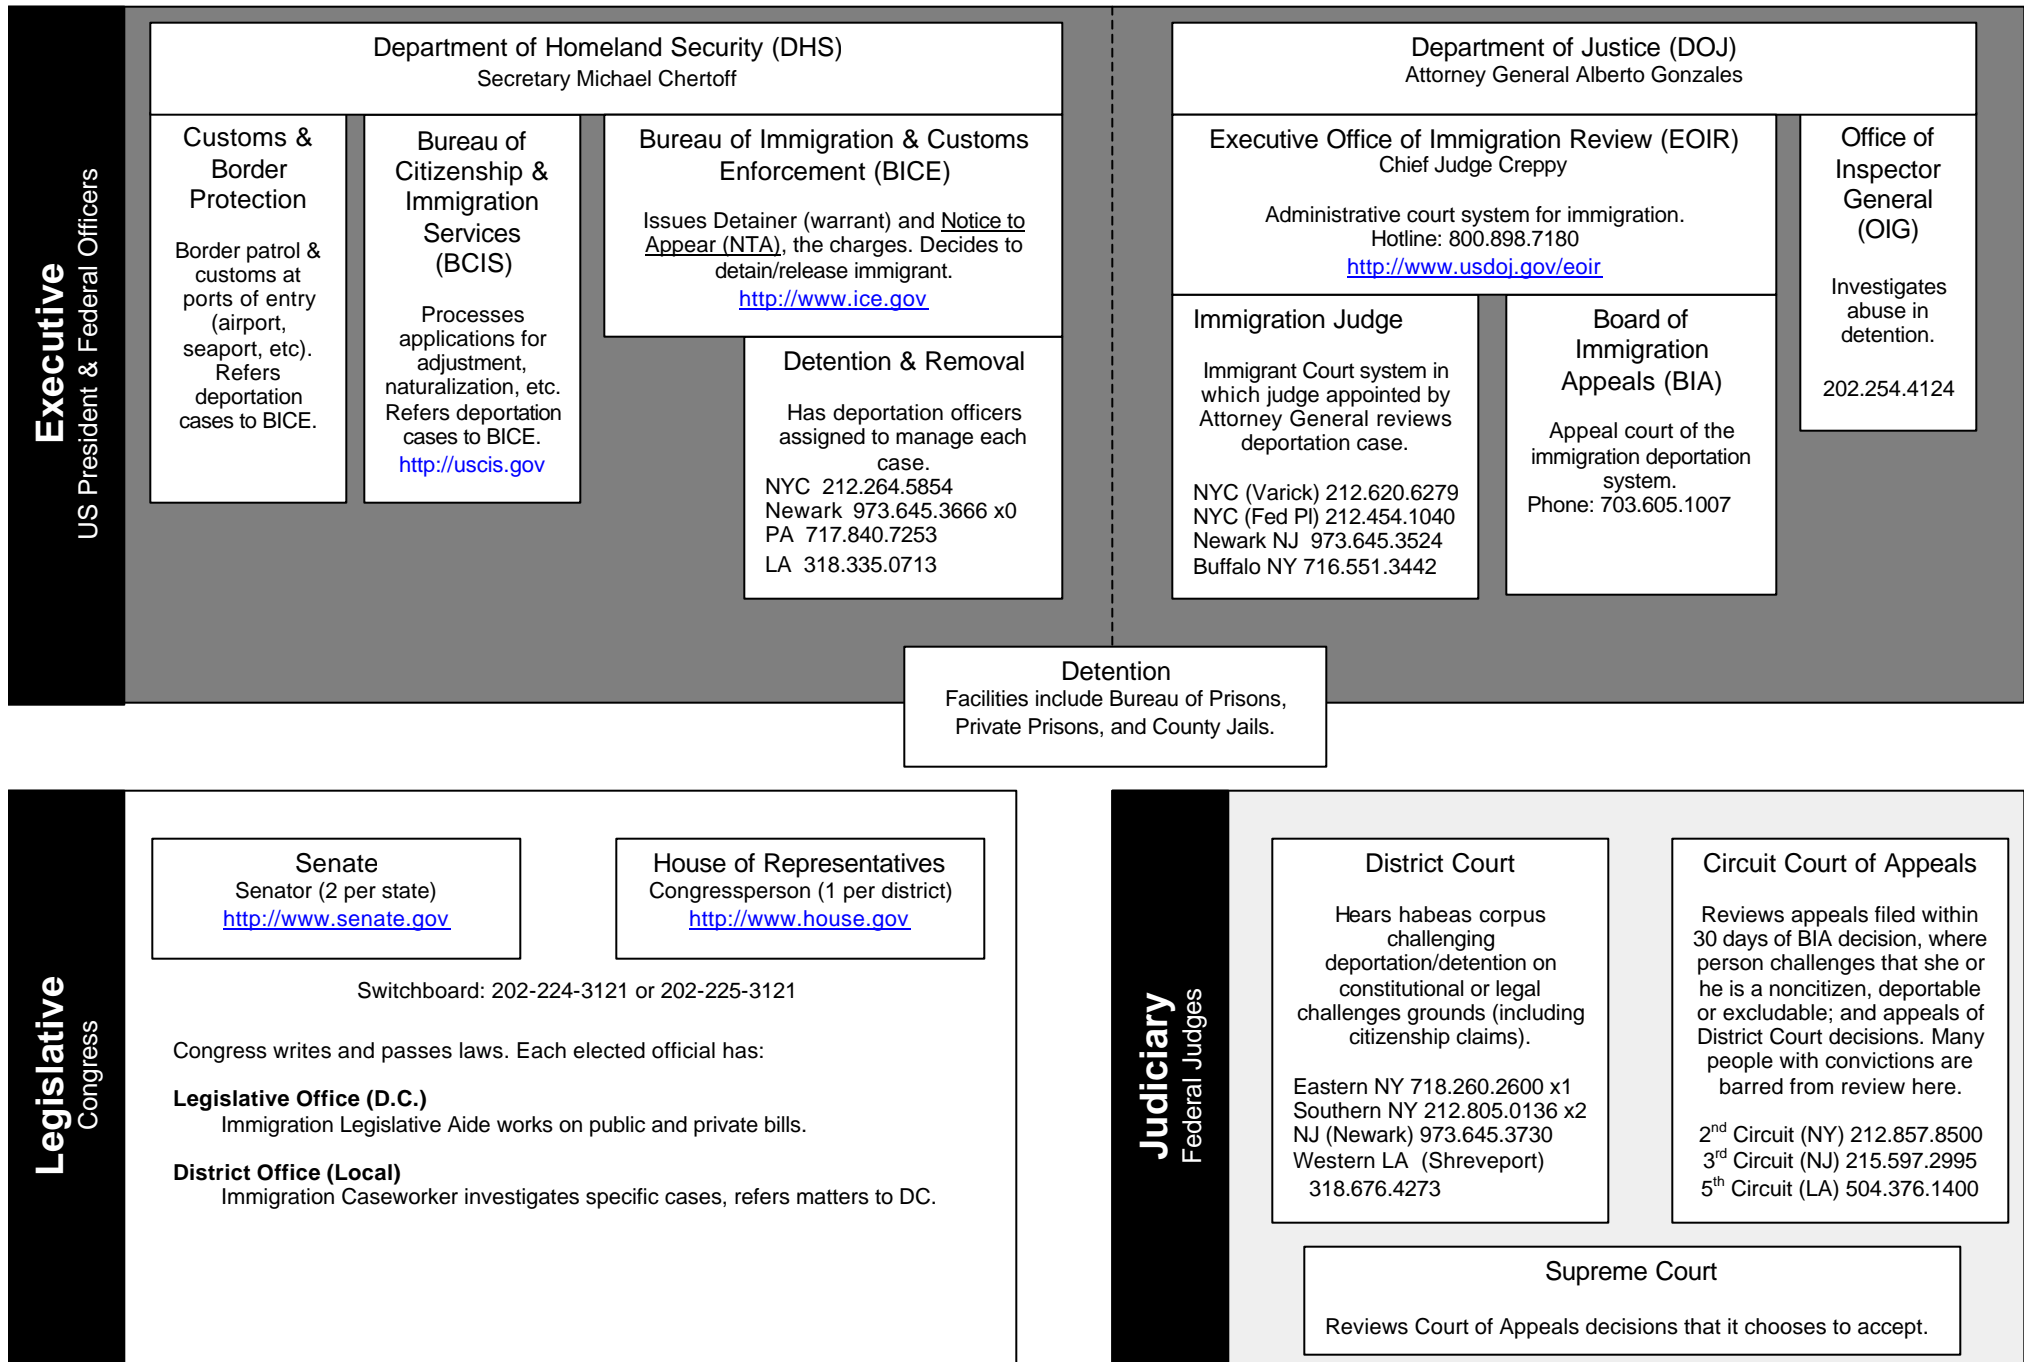 Executive
US President & Federal Officers
Department of Homeland Security (DHS)
Secretary Michael Chertoff
Customs &
Border
Protection
Border patrol &
customs at
ports of entry
(airport,
seaport, etc).
Refers
deportation
cases to BICE.
Bureau of
Citizenship &
Immigration
Services
(BCIS)
Processes
applications for
adjustment,
naturalization, etc.
Refers deportation
cases to BICE.
http://uscis.gov
Bureau of Immigration & Customs
Enforcement (BICE)
Issues Detainer (warrant) and Notice to
Appear (NTA), the charges. Decides to
detain/release immigrant.
http://www.ice.gov
Detention & Removal
Has deportation officers
assigned to manage each
case.
NYC 212.264.5854
Newark 973.645.3666 x0
PA 717.840.7253
LA 318.335.0713
Department of Justice (DOJ)
Attorney General Alberto Gonzales
Executive Office of Immigration Review (EOIR)
Chief Judge Creppy
Administrative court system for immigration.
Hotline: 800.898.7180
http://www.usdoj.gov/eoir
Immigration Judge
Immigrant Court system in
which judge appointed by
Attorney General reviews
deportation case.
NYC (Varick) 212.620.6279
NYC (Fed Pl) 212.454.1040
Newark NJ 973.645.3524
Buffalo NY 716.551.3442
Board of
Immigration
Appeals (BIA)
Appeal court of the
immigration deportation
system.
Phone: 703.605.1007
Office of
Inspector
General
(OIG)
Investigates
abuse in
detention.
202.254.4124
Detention
Facilities include Bureau of Prisons,
Private Prisons, and County Jails.
Legislative
Congress
Senate
Senator (2 per state)
http://www.senate.gov
House of Representatives
Congressperson (1 per district)
http://www.house.gov
Switchboard: 202-224-3121 or 202-225-3121
Congress writes and passes laws. Each elected official has:
Legislative Office (D.C.)
Immigration Legislative Aide works on public and private bills.
District Office (Local)
Immigration Caseworker investigates specific cases, refers matters to DC.
Judiciary
Federal Judges
District Court
Hears habeas corpus
challenging
deportation/detention on
constitutional or legal
challenges grounds (including
citizenship claims).
Eastern NY 718.260.2600 x1
Southern NY 212.805.0136 x2
NJ (Newark) 973.645.3730
Western LA (Shreveport)
318.676.4273
Circuit Court of Appeals
Reviews appeals filed within
30 days of BIA decision, where
person challenges that she or
he is a noncitizen, deportable
or excludable; and appeals of
District Court decisions. Many
people with convictions are
barred from review here.
2nd Circuit (NY) 212.857.8500
3rd Circuit (NJ) 215.597.2995
5th Circuit (LA) 504.376.1400
Supreme Court
Reviews Court of Appeals decisions that it chooses to accept.